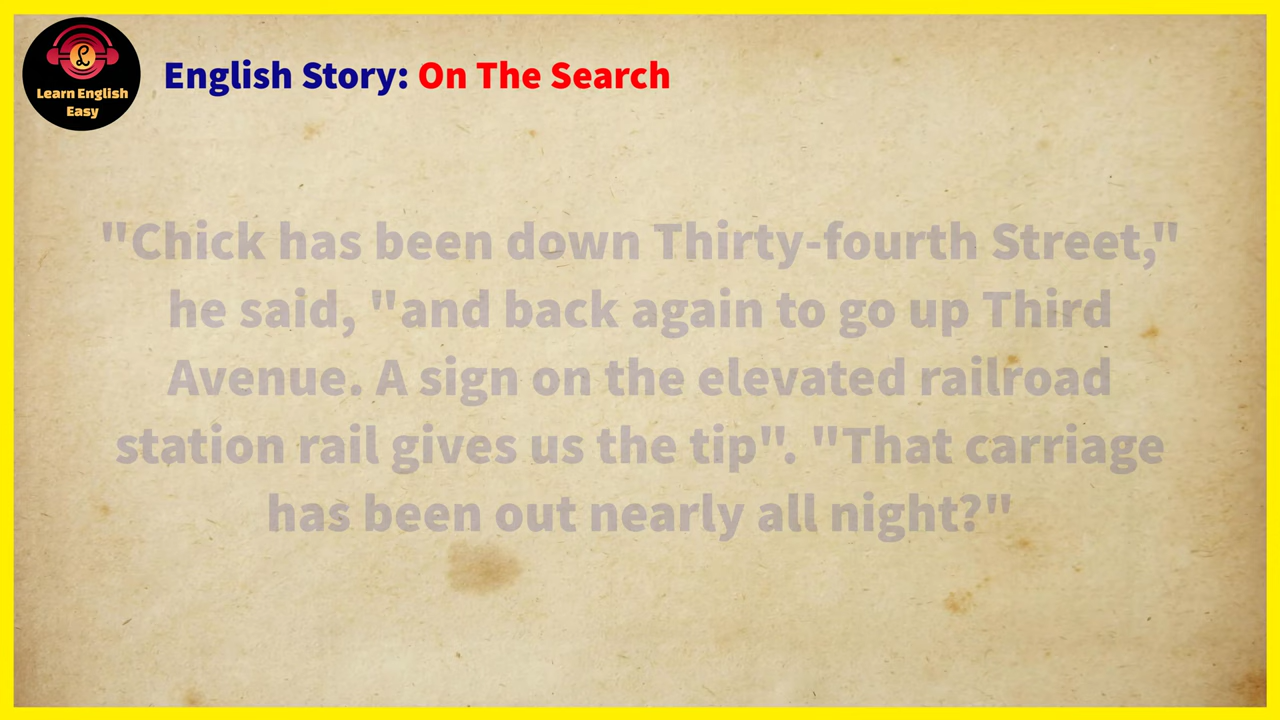 Learn English
Easy
English Story: On The Search
"Chick has been down Thirty-fourth Street,"
he said, "and back again to go up Third
Avenue. A sign on the elevated railroad
station rail gives us the tip". "That carriage
has been out nearly all night?"